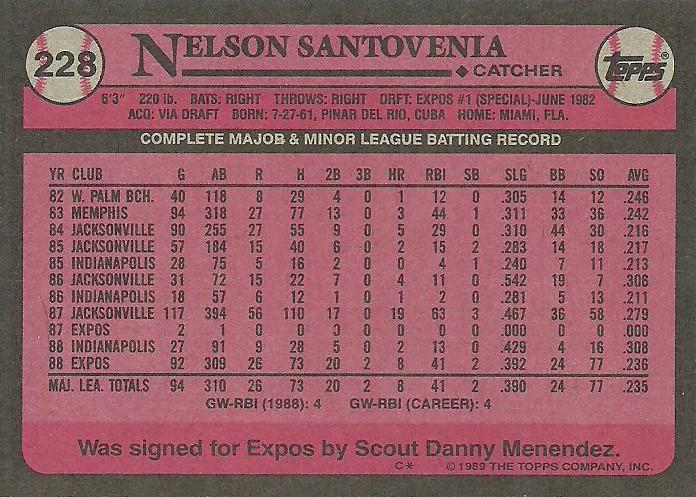 228
NELSON SANTOVENIA
CATCHER
TOPPS
6'3" 220 lb. BATS: RIGHT THROWS: RIGHT DRFT: EXPOS #1 (SPECIAL)-JUNE 1982
ACQ: VIA DRAFT BORN: 7-27-61, PINAR DEL RIO, CUBA HOME: MIAMI, FLA.
COMPLETE MAJOR & MINOR LEAGUE BATTING RECORD
YR CLUB G AB R H 2B 3B HR RBI SB SLG BB SO AVG
82 W. PALM BCH. 40 118 8 29 4 0 1 12 0 .305 14 12 .246
83 MEMPHIS 94 318 27 77 13 0 3 44 1 .311 33 36 .242
84 JACKSONVILLE 90 255 27 55 9 0 5 29 0 .310 44 30 .216
85 JACKSONVILLE 57 184 15 40 6 0 2 15 2 .283 14 18 .217
85 INDIANAPOLIS 28 75 5 16 2 0 0 4 1 .240 7 11 .213
86 JACKSONVILLE 31 72 15 22 7 0 4 11 0 .542 19 7 .306
86 INDIANAPOLIS 18 57 6 12 1 0 1 2 0 .281 5 13 .211
87 JACKSONVILLE 117 394 56 110 17 0 19 63 3 .467 36 58 .279
87 EXPOS 2 1 0 0 0 0 0 0 0 .000 0 0 .000
88 INDIANAPOLIS 27 91 9 28 5 0 2 13 0 .429 4 16 .308
88 EXPOS 92 309 26 73 20 2 8 41 2 .392 24 77 .236
MAJ. LEA. TOTALS 94 310 26 73 20 2 8 41 2 .390 24 77 .235
GW-RBI (1988): 4 GW-RBI (CAREER): 4
Was signed for Expos by Scout Danny Menendez.
C* © 1989 THE TOPPS COMPANY, INC.